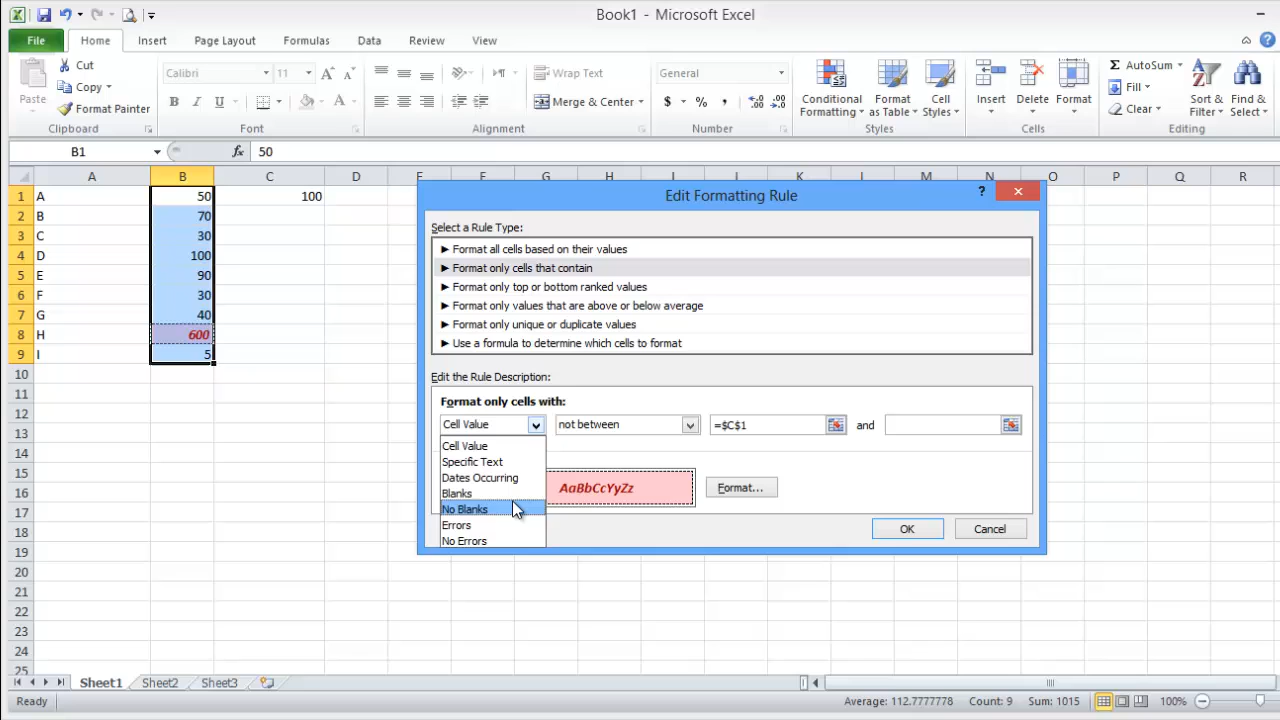 Book1 - Microsoft Excel
File Home Insert Page Layout Formulas Data Review View
Paste
Cut
Copy
Format Painter
Clipboard
Calibri 11
B I U A
Font
Wrap Text
Merge & Center
Alignment
General
$ % ,
Number
Conditional Formatting
Format as Table
Cell Styles
Styles
Insert Delete Format
Cells
AutoSum
Fill
Clear
Sort & Filter
Find & Select
Editing
B1 fx 50
A B C D E F G H I J K L M N O P Q R
1 A 50 100
2 B 70
3 C 30
4 D 100
5 E 90
6 F 30
7 G 40
8 H 600
9 I 5
10
11
12
13
14
15
16
17
18
19
20
21
22
23
24
25
Edit Formatting Rule
?
Select a Rule Type:
► Format all cells based on their values
► Format only cells that contain
► Format only top or bottom ranked values
► Format only values that are above or below average
► Format only unique or duplicate values
► Use a formula to determine which cells to format
Edit the Rule Description:
Format only cells with:
Cell Value not between =$C$1 and
Cell Value
Specific Text
Dates Occurring
Blanks
No Blanks
Errors
No Errors
AaBbCcYyZz Format...
OK Cancel
Sheet1 Sheet2 Sheet3
Ready Average: 112.7777778 Count: 9 Sum: 1015 100%